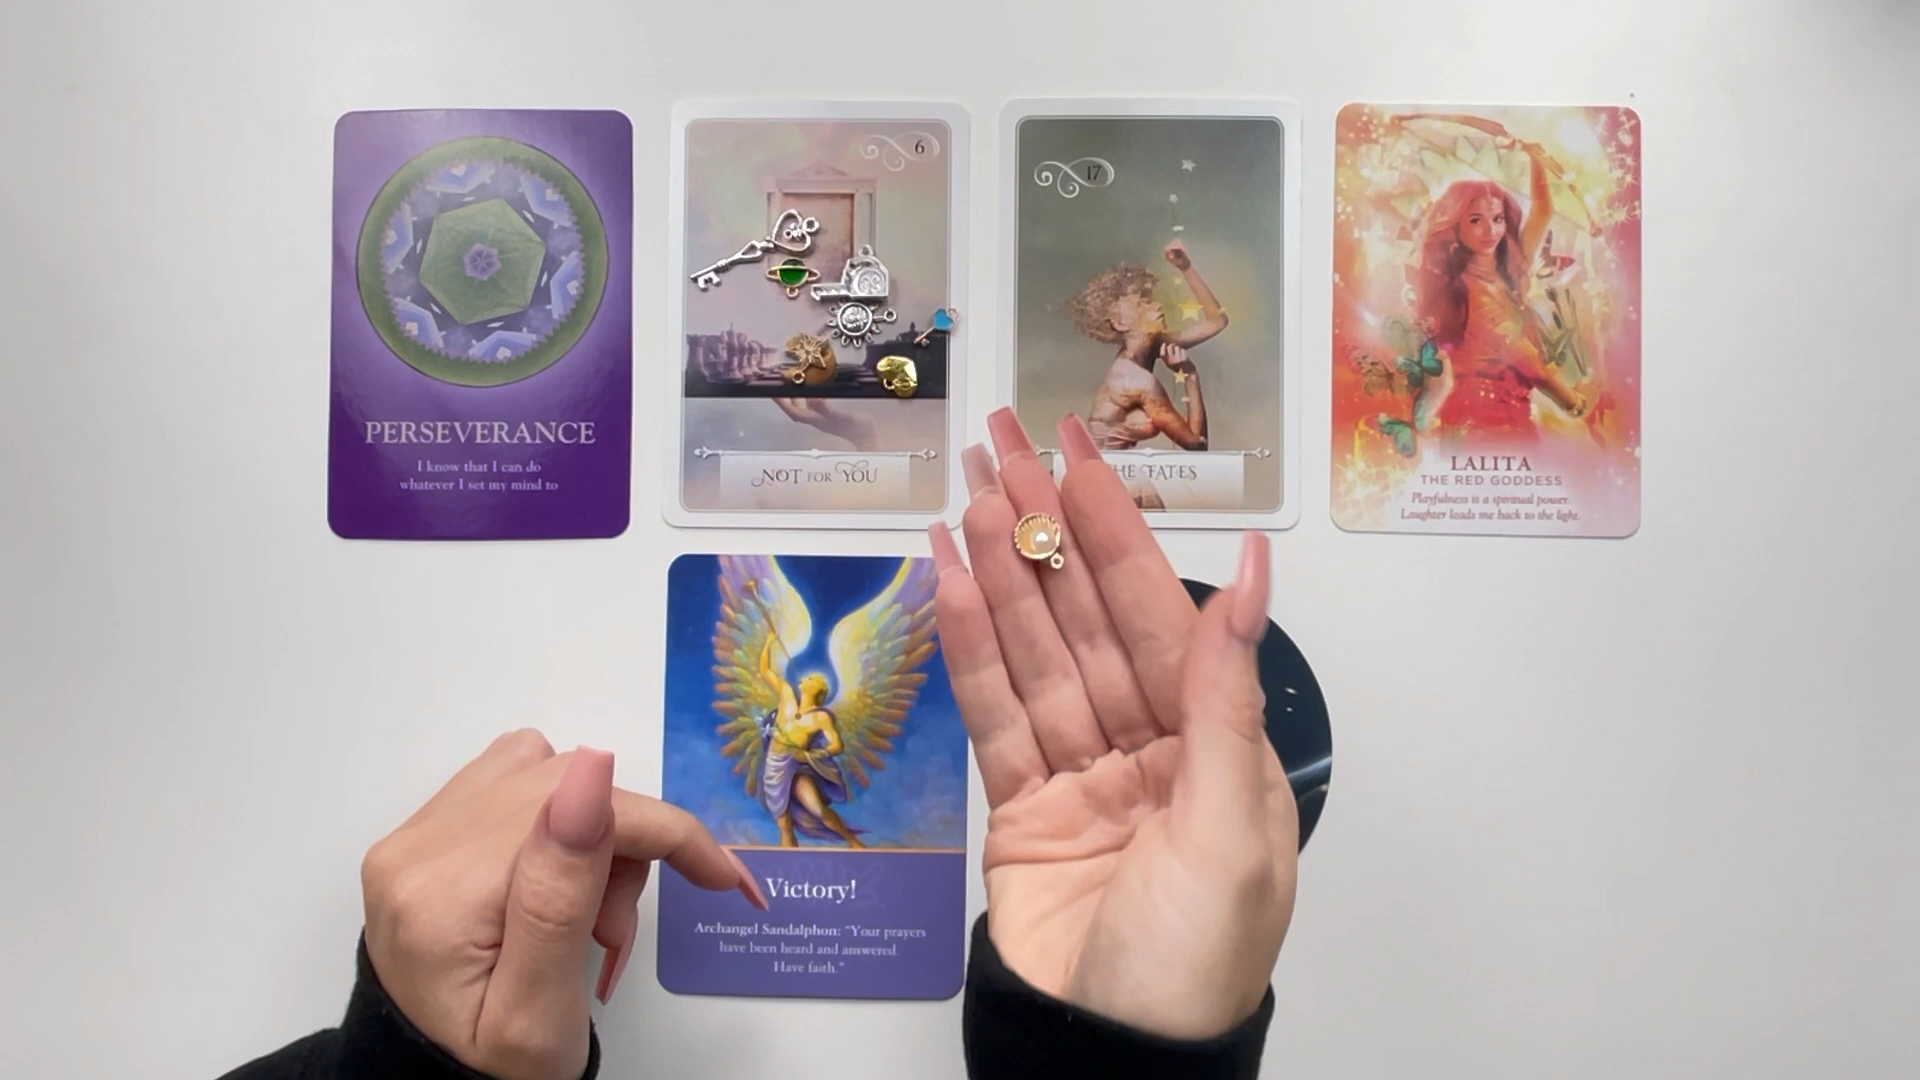 PERSEVERANCE
I know that I can do
whatever I set my mind to
6
NOT FOR YOU
17
HE FATES
LALITA
THE RED GODDESS
Playfulness is a spiritual power.
Laughter leads me back to the light.
Victory!
Archangel Sandalphon: “Your prayers
have been heard and answered.
Have faith.”